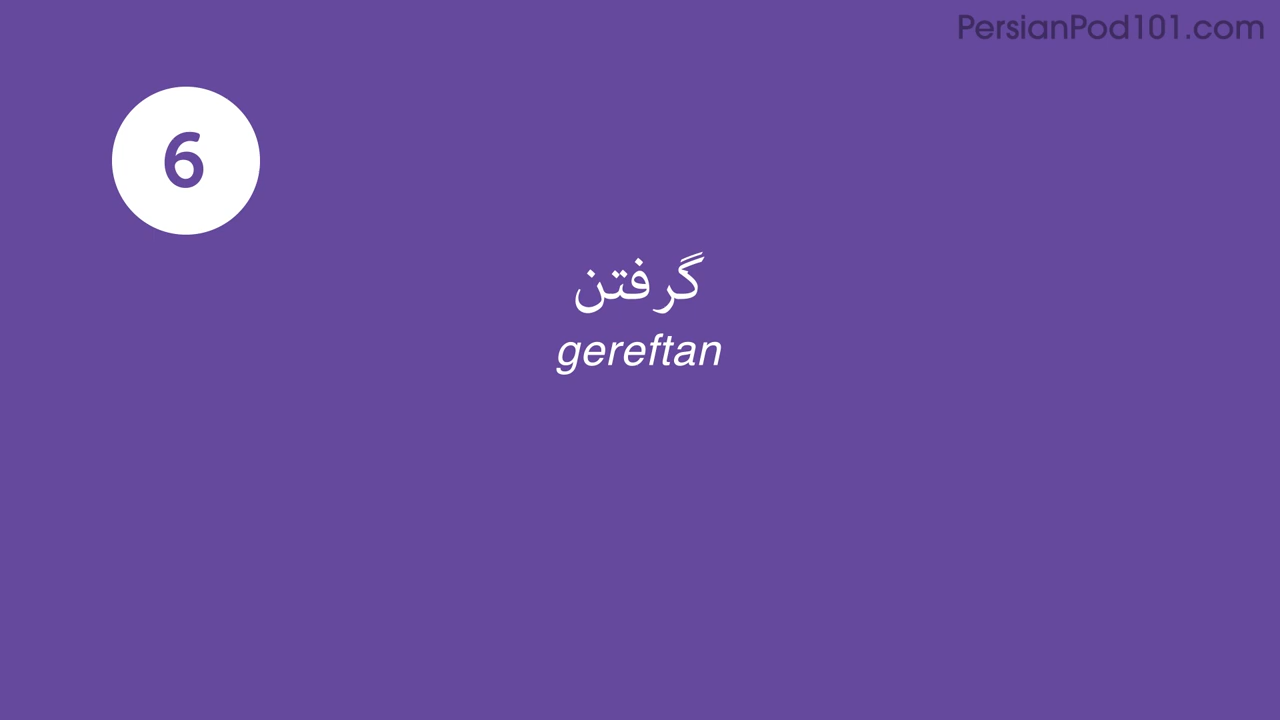 PersianPod101.com
6
گرفتن
gereftan